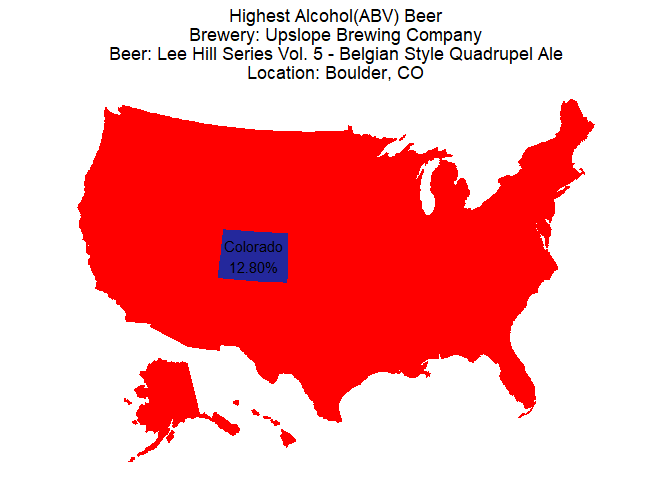 Highest Alcohol(ABV) Beer
Brewery: Upslope Brewing Company
Beer: Lee Hill Series Vol. 5 - Belgian Style Quadrupel Ale
Location: Boulder, CO
Colorado
12.80%